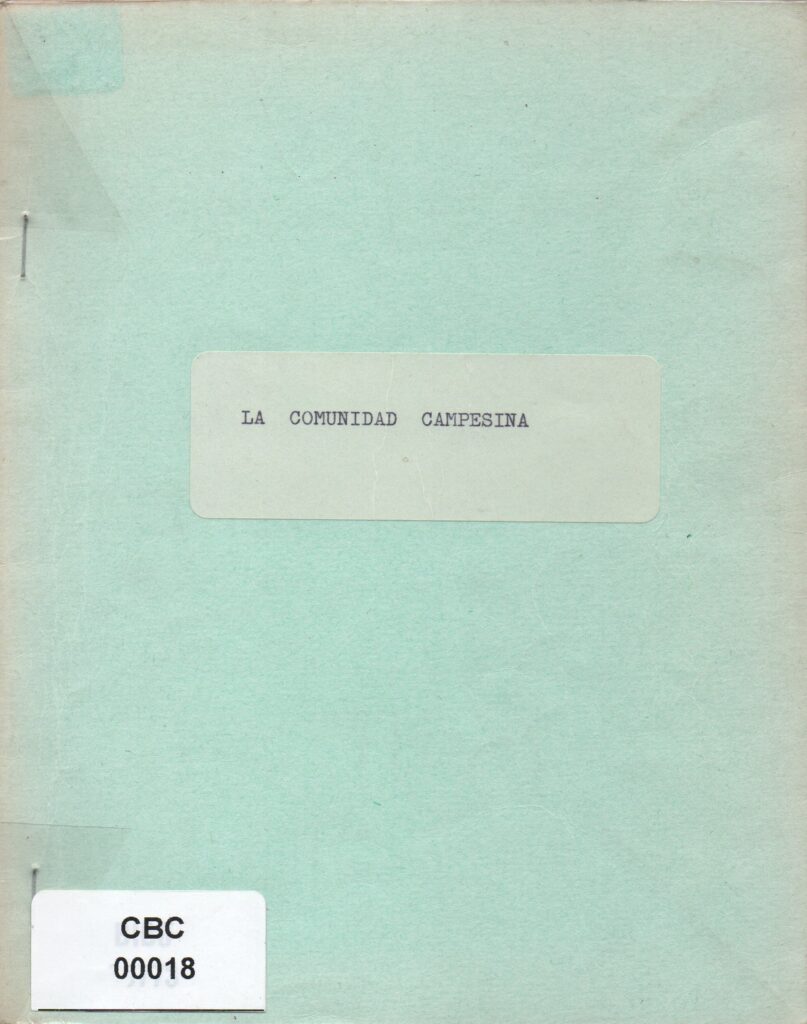 LA COMUNIDAD CAMPESINA
CBC
00018